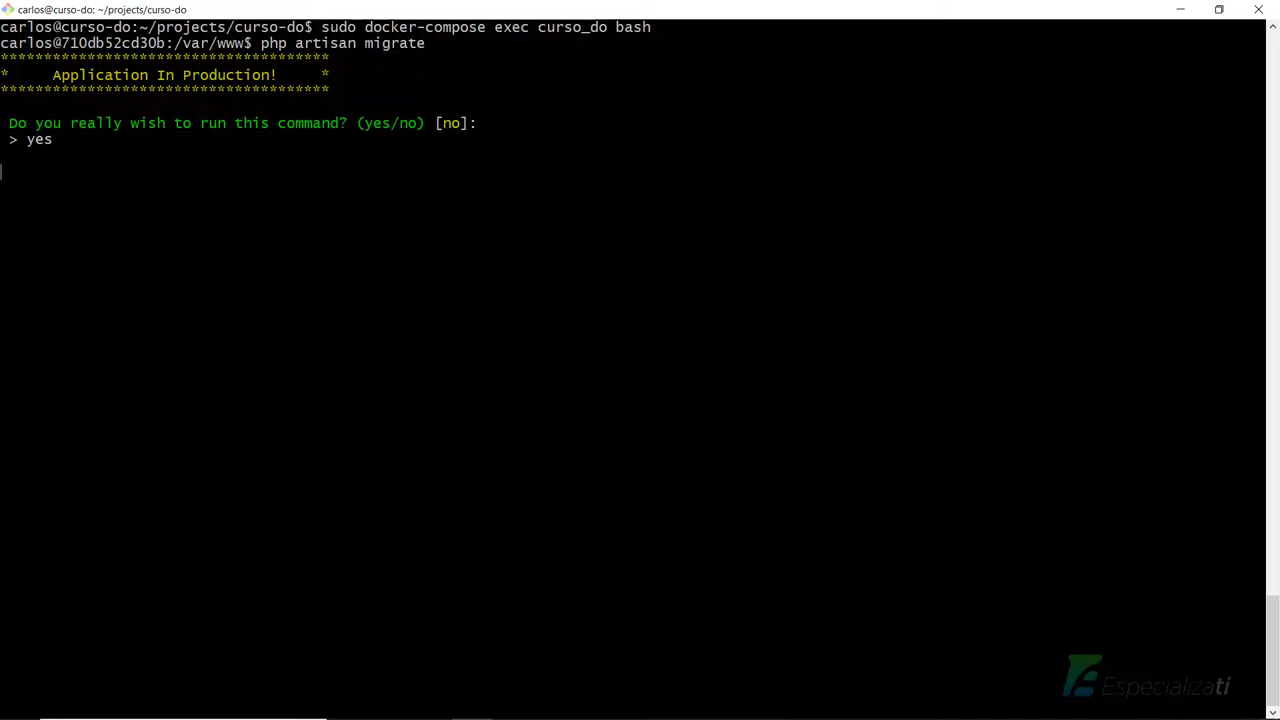 carlos@curso-do: ~/projects/curso-do
carlos@curso-do:~/projects/curso-do$ sudo docker-compose exec curso_do bash
carlos@710db52cd30b:/var/www$ php artisan migrate
**************************************
*     Application In Production!     *
**************************************
Do you really wish to run this command? (yes/no) [no]:
> yes
Especializati